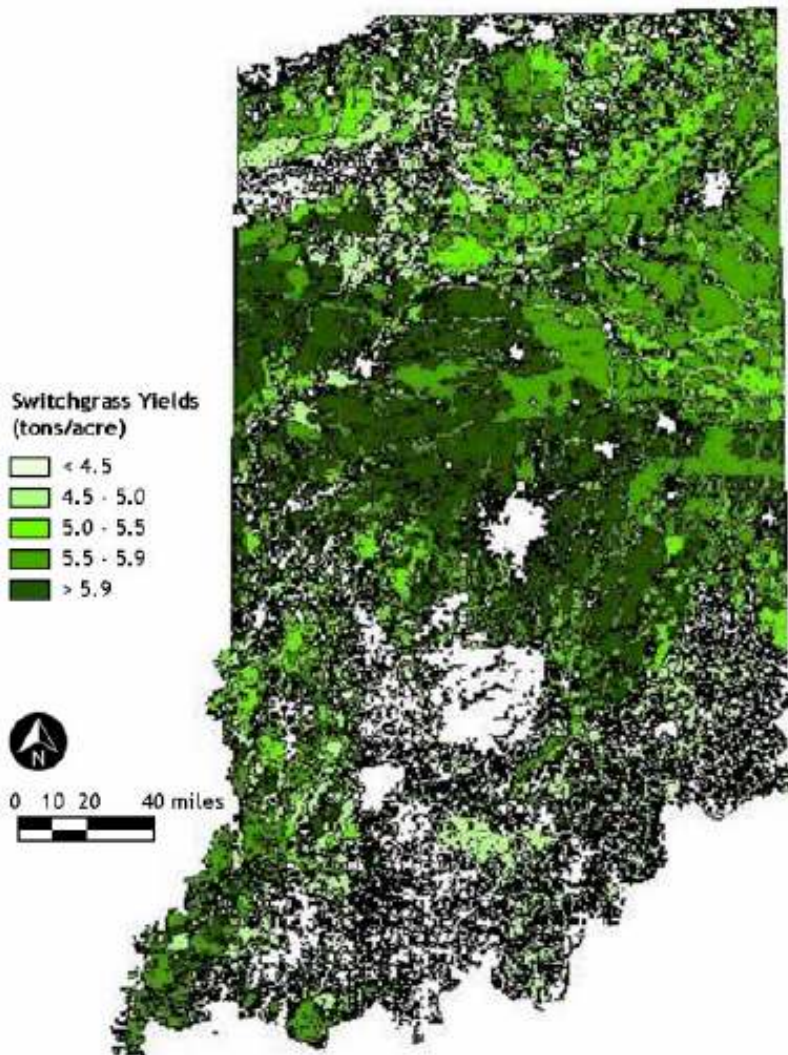 Switchgrass Yields
(tons/acre)
< 4.5
4.5 - 5.0
5.0 - 5.5
5.5 - 5.9
> 5.9
N
0 10 20 40 miles